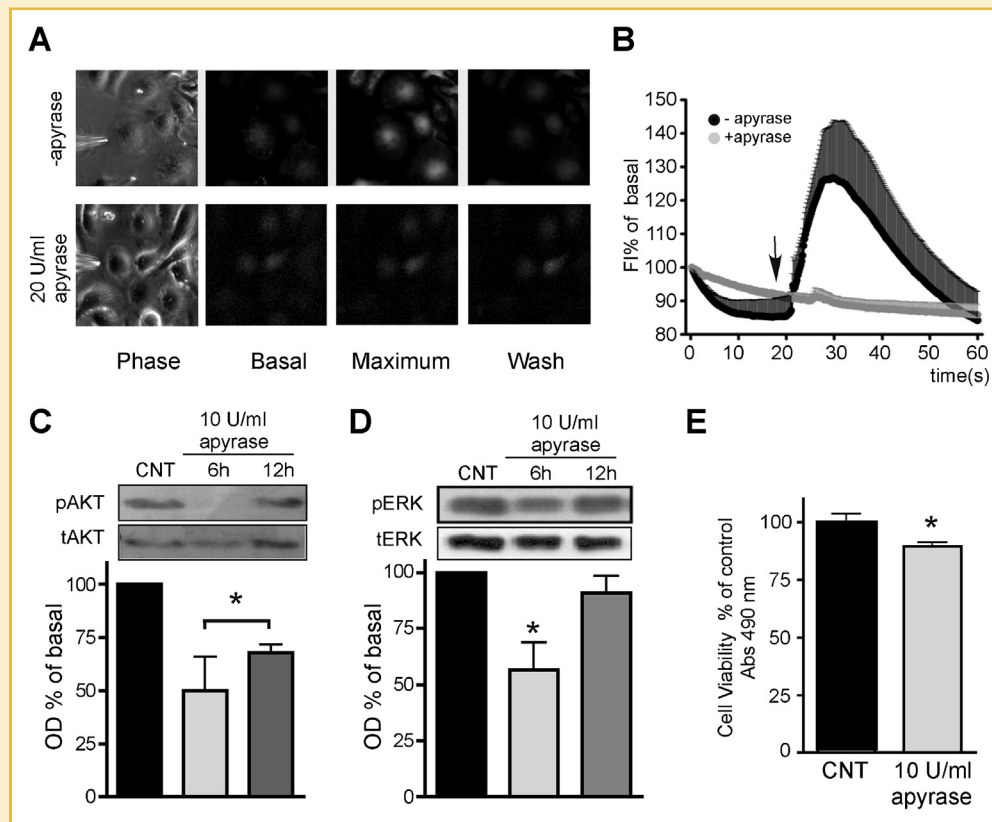 A
-apyrase
20 U/ml
apyrase
Phase
Basal
Maximum
Wash
B
FI% of basal
150
140
130
120
110
100
90
80
- apyrase
+apyrase
0
10
20
30
40
50
60
time(s)
C
10 U/ml
apyrase
CNT
6h
12h
pAKT
tAKT
OD % of basal
100
75
50
25
0
*
D
10 U/ml
apyrase
CNT
6h
12h
pERK
tERK
OD % of basal
100
75
50
25
0
*
E
Cell Viability % of control
Abs 490 nm
100
75
50
25
0
*
CNT
10 U/ml
apyrase